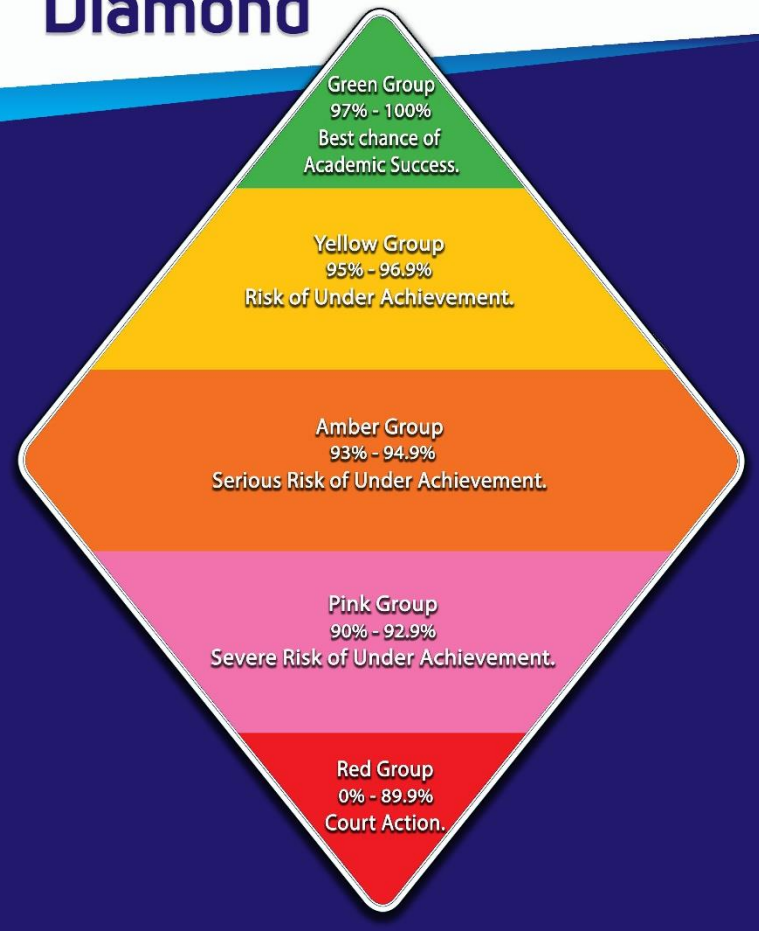 Diamond
Green Group
97% - 100%
Best chance of
Academic Success.
Yellow Group
95% - 96.9%
Risk of Under Achievement.
Amber Group
93% - 94.9%
Serious Risk of Under Achievement.
Pink Group
90% - 92.9%
Severe Risk of Under Achievement.
Red Group
0% - 89.9%
Court Action.